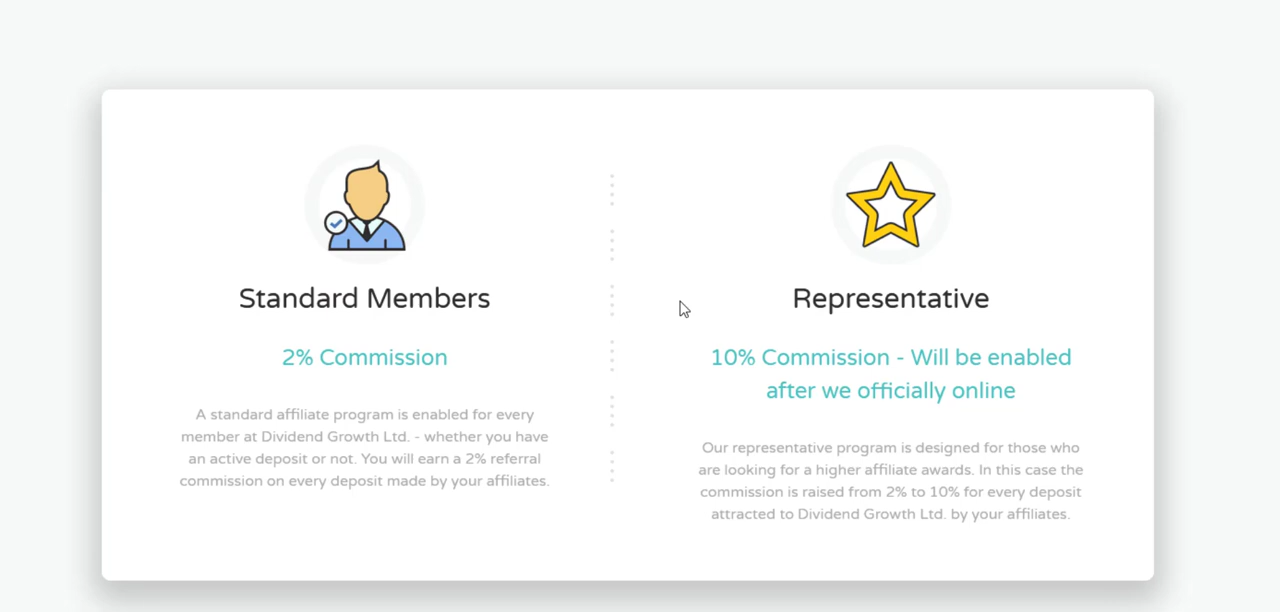 Standard Members
2% Commission
A standard affiliate program is enabled for every
member at Dividend Growth Ltd. - whether you have
an active deposit or not. You will earn a 2% referral
commission on every deposit made by your affiliates.
Representative
10% Commission - Will be enabled
after we officially online
Our representative program is designed for those who
are looking for a higher affiliate awards. In this case the
commission is raised from 2% to 10% for every deposit
attracted to Dividend Growth Ltd. by your affiliates.